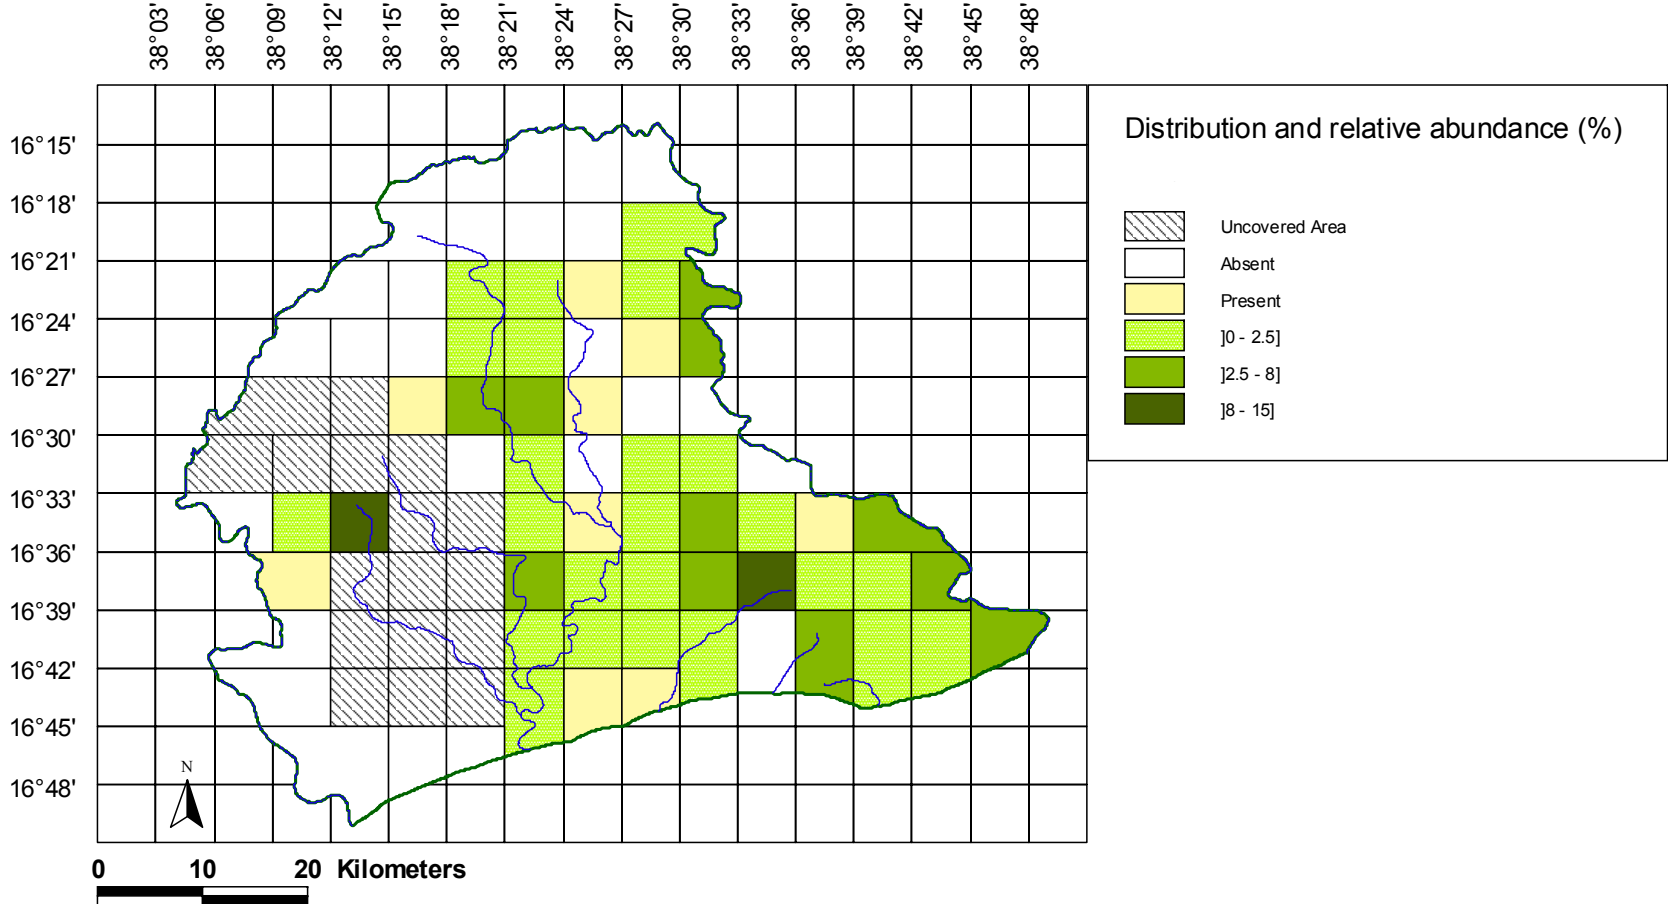 38°03' 38°06' 38°09' 38°12' 38°15' 38°18' 38°21' 38°24' 38°27' 38°30' 38°33' 38°36' 38°39' 38°42' 38°45' 38°48'
Distribution and relative abundance (%)
16°15'
16°18'
Uncovered Area
16°21'
Absent
Present
16°24'
]0 - 2.5]
]2.5 - 8]
16°27'
]8 - 15]
16°30'
16°33'
16°36'
16°39'
16°42'
16°45'
N
16°48'
0 10 20 Kilometers